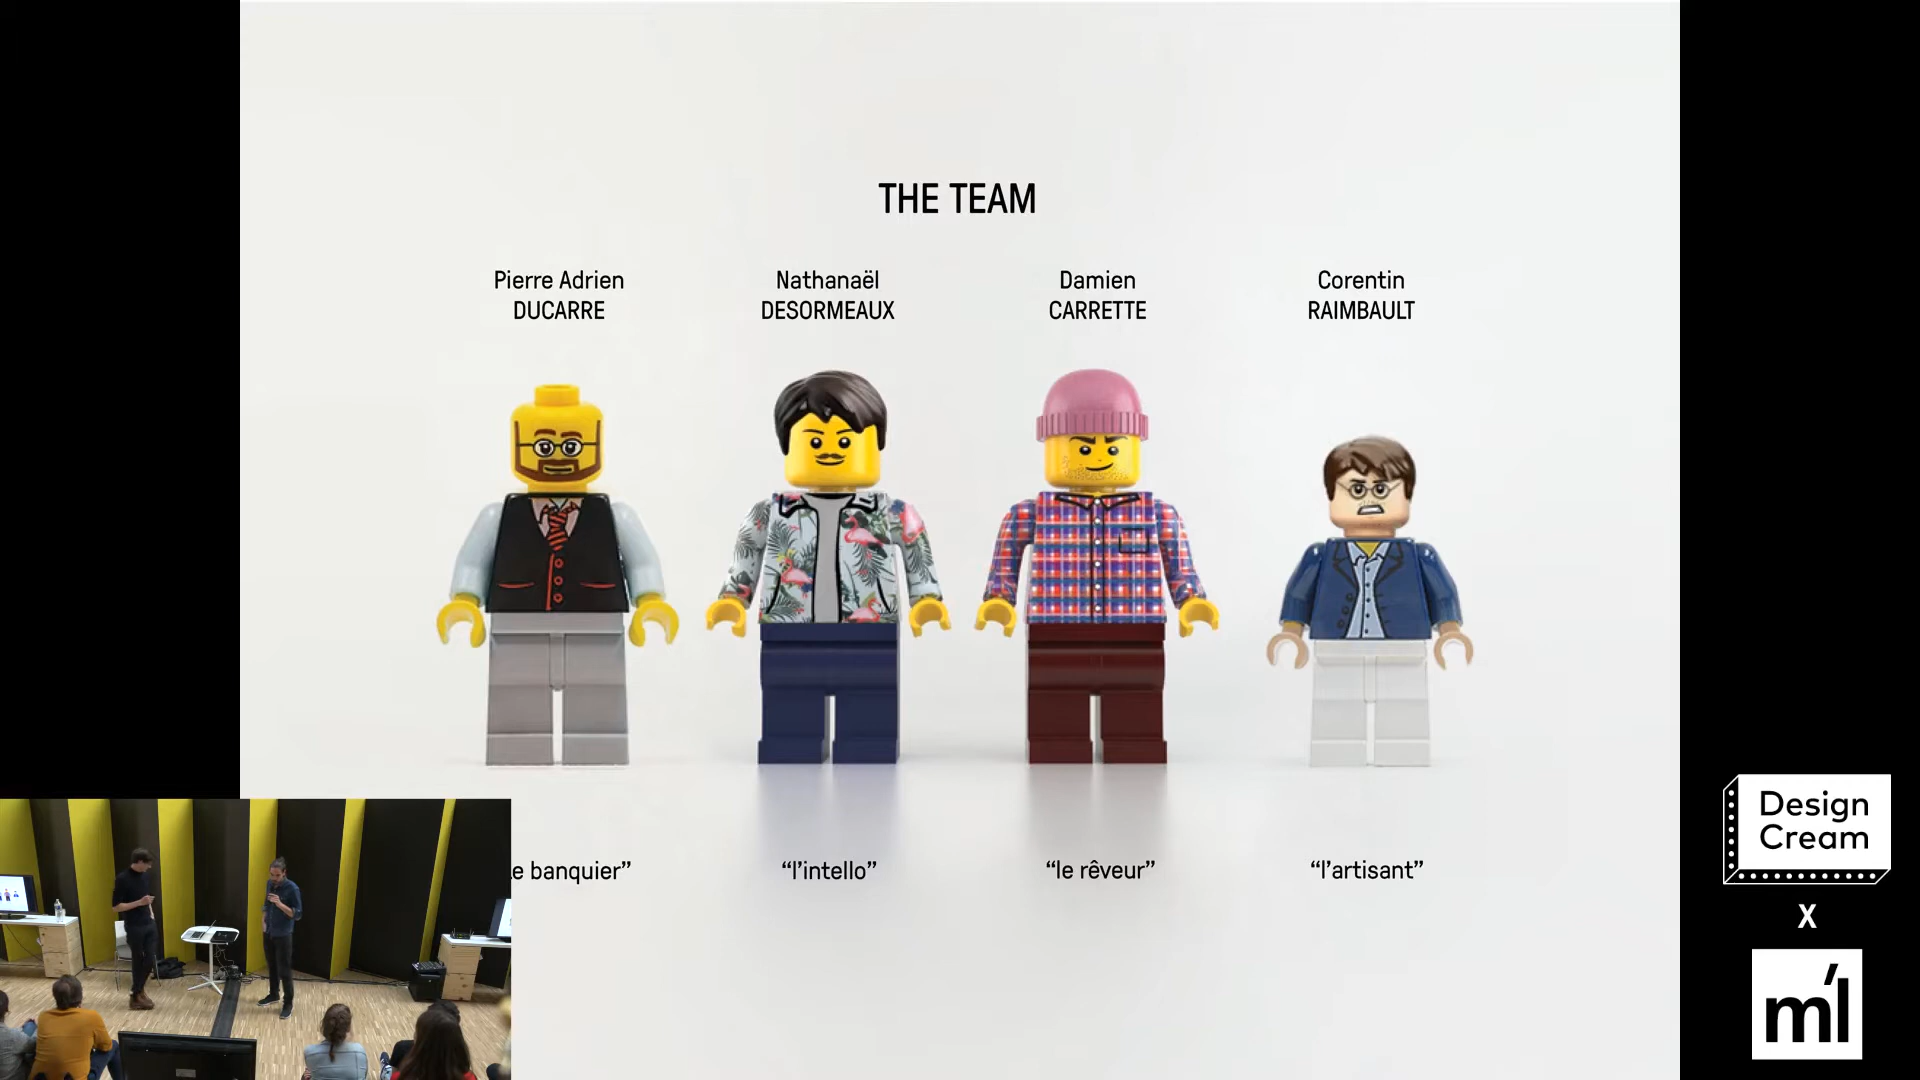 THE TEAM
Pierre Adrien
DUCARRE
Nathanaël
DESORMEAUX
Damien
CARRETTE
Corentin
RAIMBAULT
e banquier”
“l’intello”
“le rêveur”
“l’artisant”
Design
Cream
X
m'l